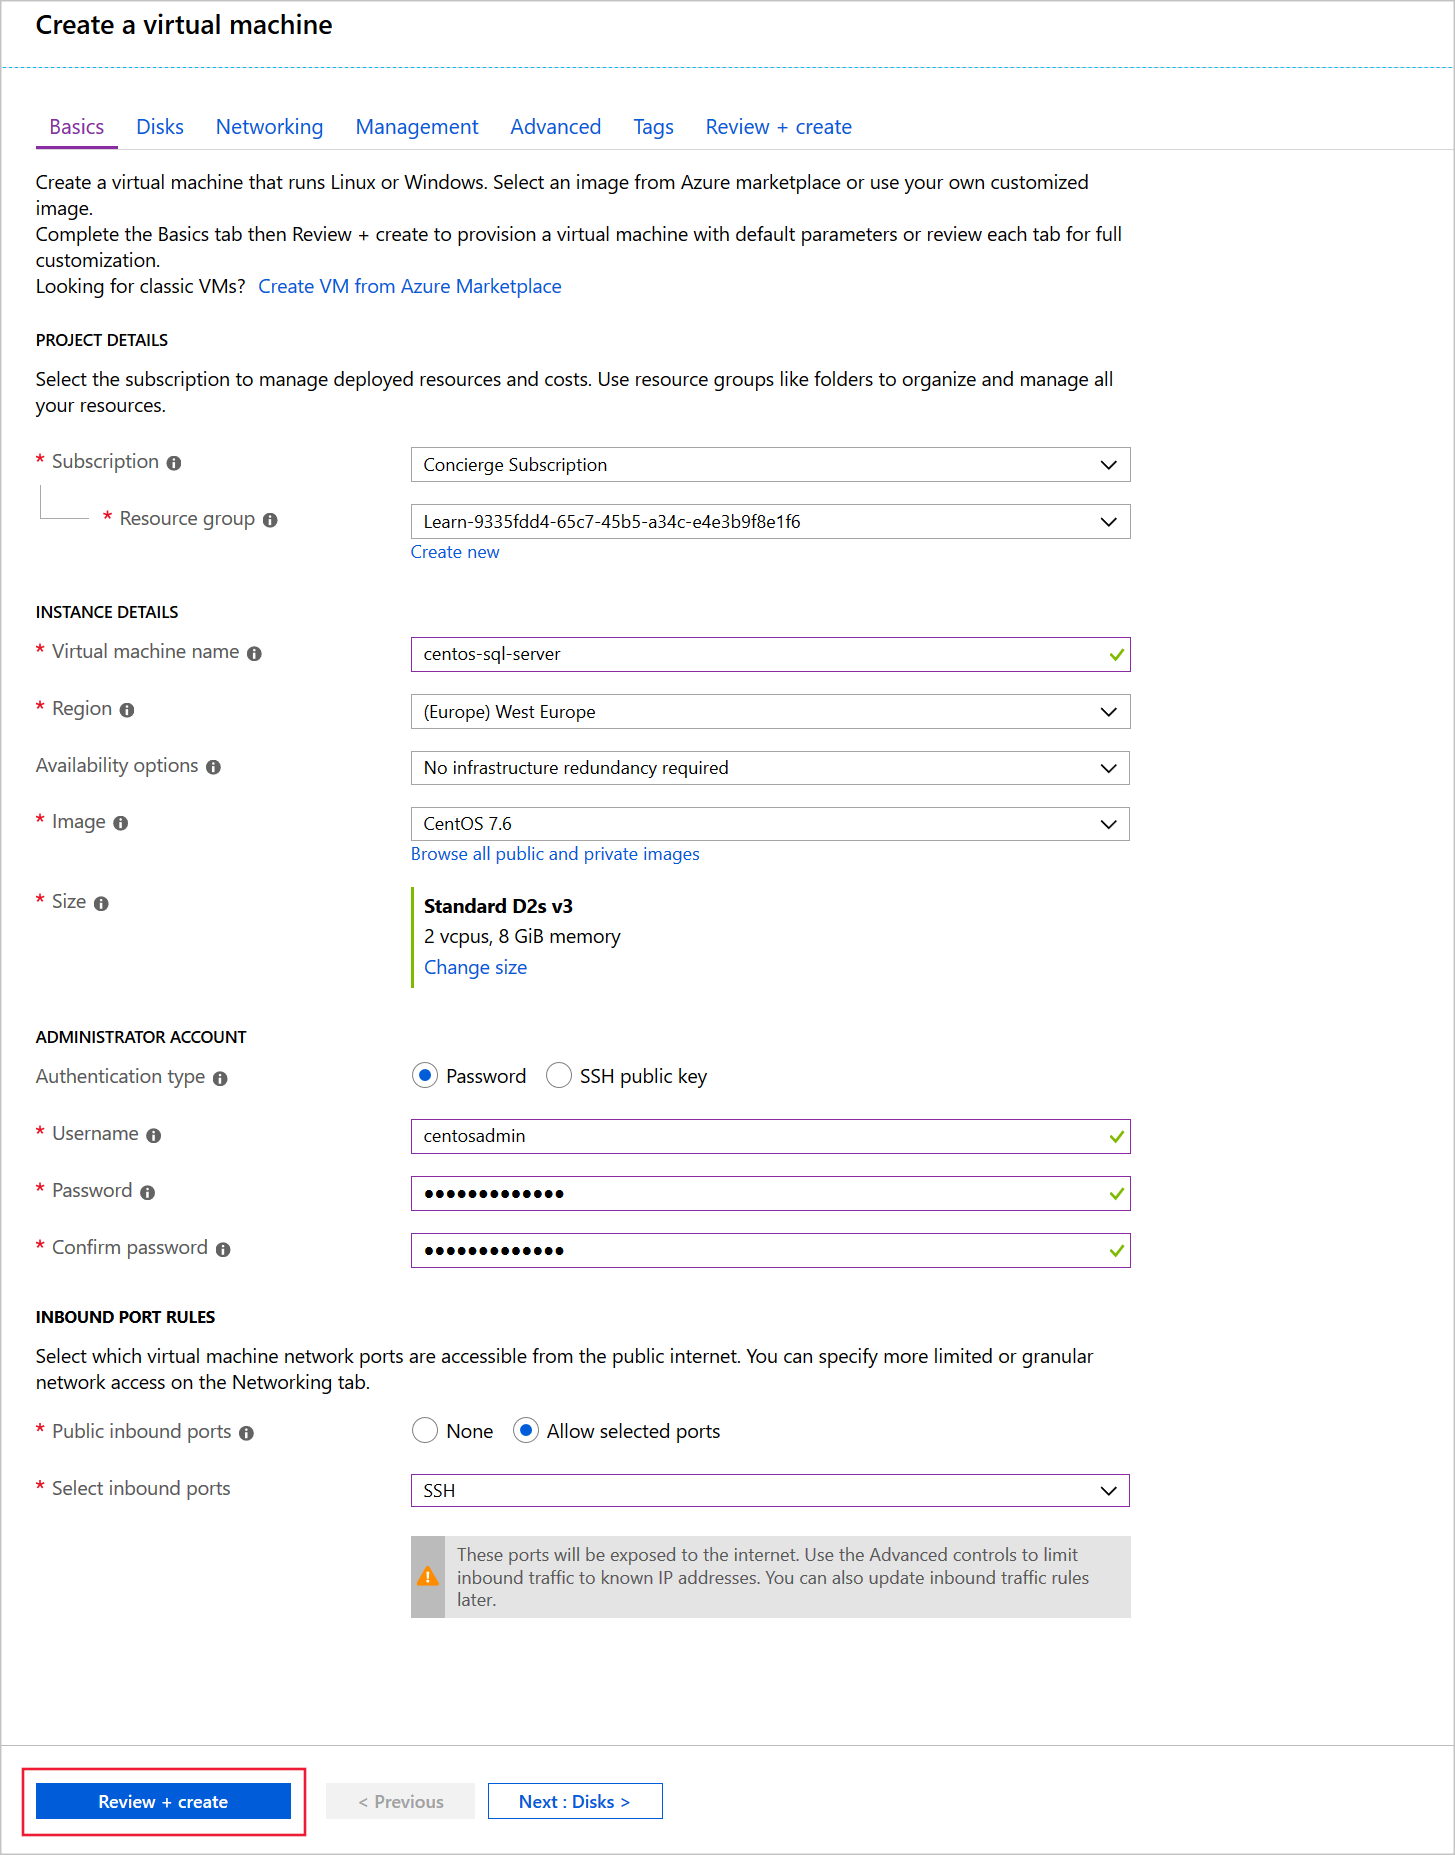 Create a virtual machine
Basics Disks Networking Management Advanced Tags Review + create
Create a virtual machine that runs Linux or Windows. Select an image from Azure marketplace or use your own customized
image.
Complete the Basics tab then Review + create to provision a virtual machine with default parameters or review each tab for full
customization.
Looking for classic VMs? Create VM from Azure Marketplace
PROJECT DETAILS
Select the subscription to manage deployed resources and costs. Use resource groups like folders to organize and manage all
your resources.
* Subscription Concierge Subscription
* Resource group Learn-9335fdd4-65c7-45b5-a34c-e4e3b9f8e1f6
Create new
INSTANCE DETAILS
* Virtual machine name centos-sql-server
* Region (Europe) West Europe
Availability options No infrastructure redundancy required
* Image CentOS 7.6
Browse all public and private images
* Size Standard D2s v3
2 vcpus, 8 GiB memory
Change size
ADMINISTRATOR ACCOUNT
Authentication type Password SSH public key
* Username centosadmin
* Password •••••••••••••
* Confirm password •••••••••••••
INBOUND PORT RULES
Select which virtual machine network ports are accessible from the public internet. You can specify more limited or granular
network access on the Networking tab.
* Public inbound ports None Allow selected ports
* Select inbound ports SSH
These ports will be exposed to the internet. Use the Advanced controls to limit
inbound traffic to known IP addresses. You can also update inbound traffic rules
later.
Review + create < Previous Next : Disks >